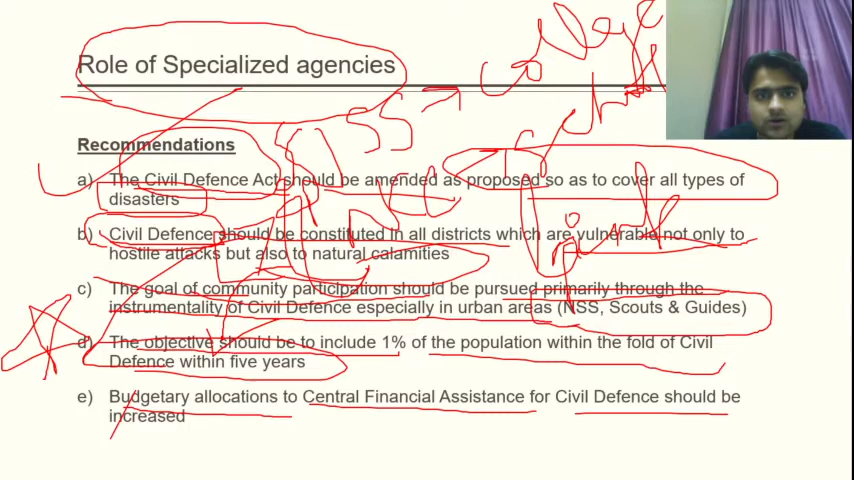 Role of Specialized agencies
Recommendations
a) The Civil Defence Act should be amended as proposed so as to cover all types of
disasters
b) Civil Defence should be constituted in all districts which are vulnerable not only to
hostile attacks but also to natural calamities
c) The goal of community participation should be pursued primarily through the
instrumentality of Civil Defence especially in urban areas (NSS, Scouts & Guides)
d) The objective should be to include 1% of the population within the fold of Civil
Defence within five years
e) Budgetary allocations to Central Financial Assistance for Civil Defence should be
increased
NSS
College
NCC